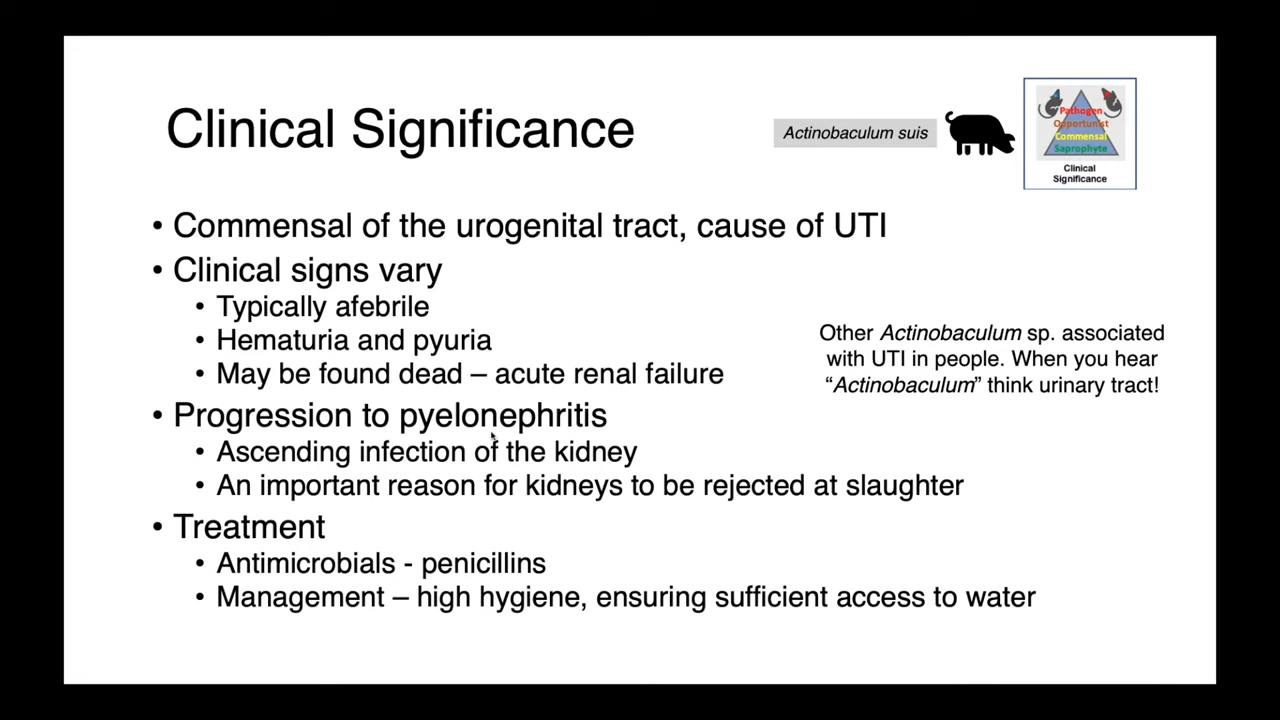 Clinical Significance
Actinobaculum suis
Pathogen
Opportunist
Commensal
Saprophyte
Clinical
Significance
• Commensal of the urogenital tract, cause of UTI
• Clinical signs vary
• Typically afebrile
• Hematuria and pyuria
• May be found dead – acute renal failure
Other Actinobaculum sp. associated
with UTI in people. When you hear
“Actinobaculum” think urinary tract!
• Progression to pyelonephritis
• Ascending infection of the kidney
• An important reason for kidneys to be rejected at slaughter
• Treatment
• Antimicrobials - penicillins
• Management – high hygiene, ensuring sufficient access to water